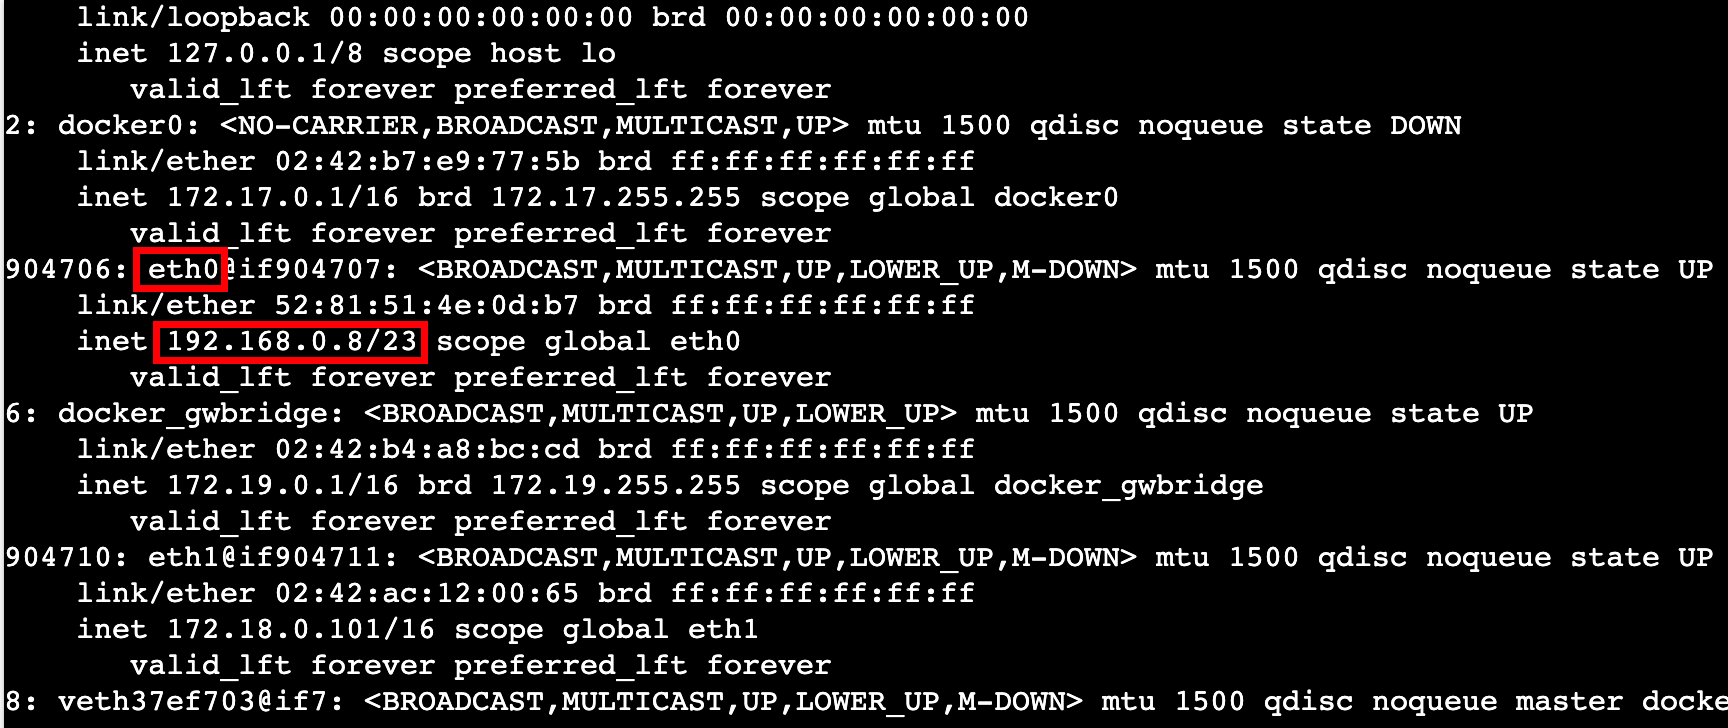 link/loopback 00:00:00:00:00:00 brd 00:00:00:00:00:00
inet 127.0.0.1/8 scope host lo
valid_lft forever preferred_lft forever
2: docker0: <NO-CARRIER,BROADCAST,MULTICAST,UP> mtu 1500 qdisc noqueue state DOWN
link/ether 02:42:b7:e9:77:5b brd ff:ff:ff:ff:ff:ff
inet 172.17.0.1/16 brd 172.17.255.255 scope global docker0
valid_lft forever preferred_lft forever
904706: eth0@if904707: <BROADCAST,MULTICAST,UP,LOWER_UP,M-DOWN> mtu 1500 qdisc noqueue state UP
link/ether 52:81:51:4e:0d:b7 brd ff:ff:ff:ff:ff:ff
inet 192.168.0.8/23 scope global eth0
valid_lft forever preferred_lft forever
6: docker_gwbridge: <BROADCAST,MULTICAST,UP,LOWER_UP> mtu 1500 qdisc noqueue state UP
link/ether 02:42:b4:a8:bc:cd brd ff:ff:ff:ff:ff:ff
inet 172.19.0.1/16 brd 172.19.255.255 scope global docker_gwbridge
valid_lft forever preferred_lft forever
904710: eth1@if904711: <BROADCAST,MULTICAST,UP,LOWER_UP,M-DOWN> mtu 1500 qdisc noqueue state UP
link/ether 02:42:ac:12:00:65 brd ff:ff:ff:ff:ff:ff
inet 172.18.0.101/16 scope global eth1
valid_lft forever preferred_lft forever
8: veth37ef703@if7: <BROADCAST,MULTICAST,UP,LOWER_UP,M-DOWN> mtu 1500 qdisc noqueue master docke